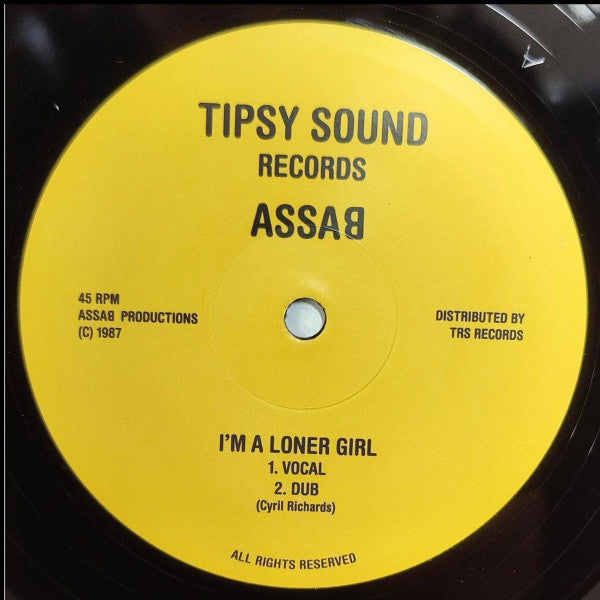 TIPSY SOUND
RECORDS
ASSAB
45 RPM
ASSAB PRODUCTIONS
(C) 1987
DISTRIBUTED BY
TRS RECORDS
I'M A LONER GIRL
1. VOCAL
2. DUB
(Cyril Richards)
ALL RIGHTS RESERVED